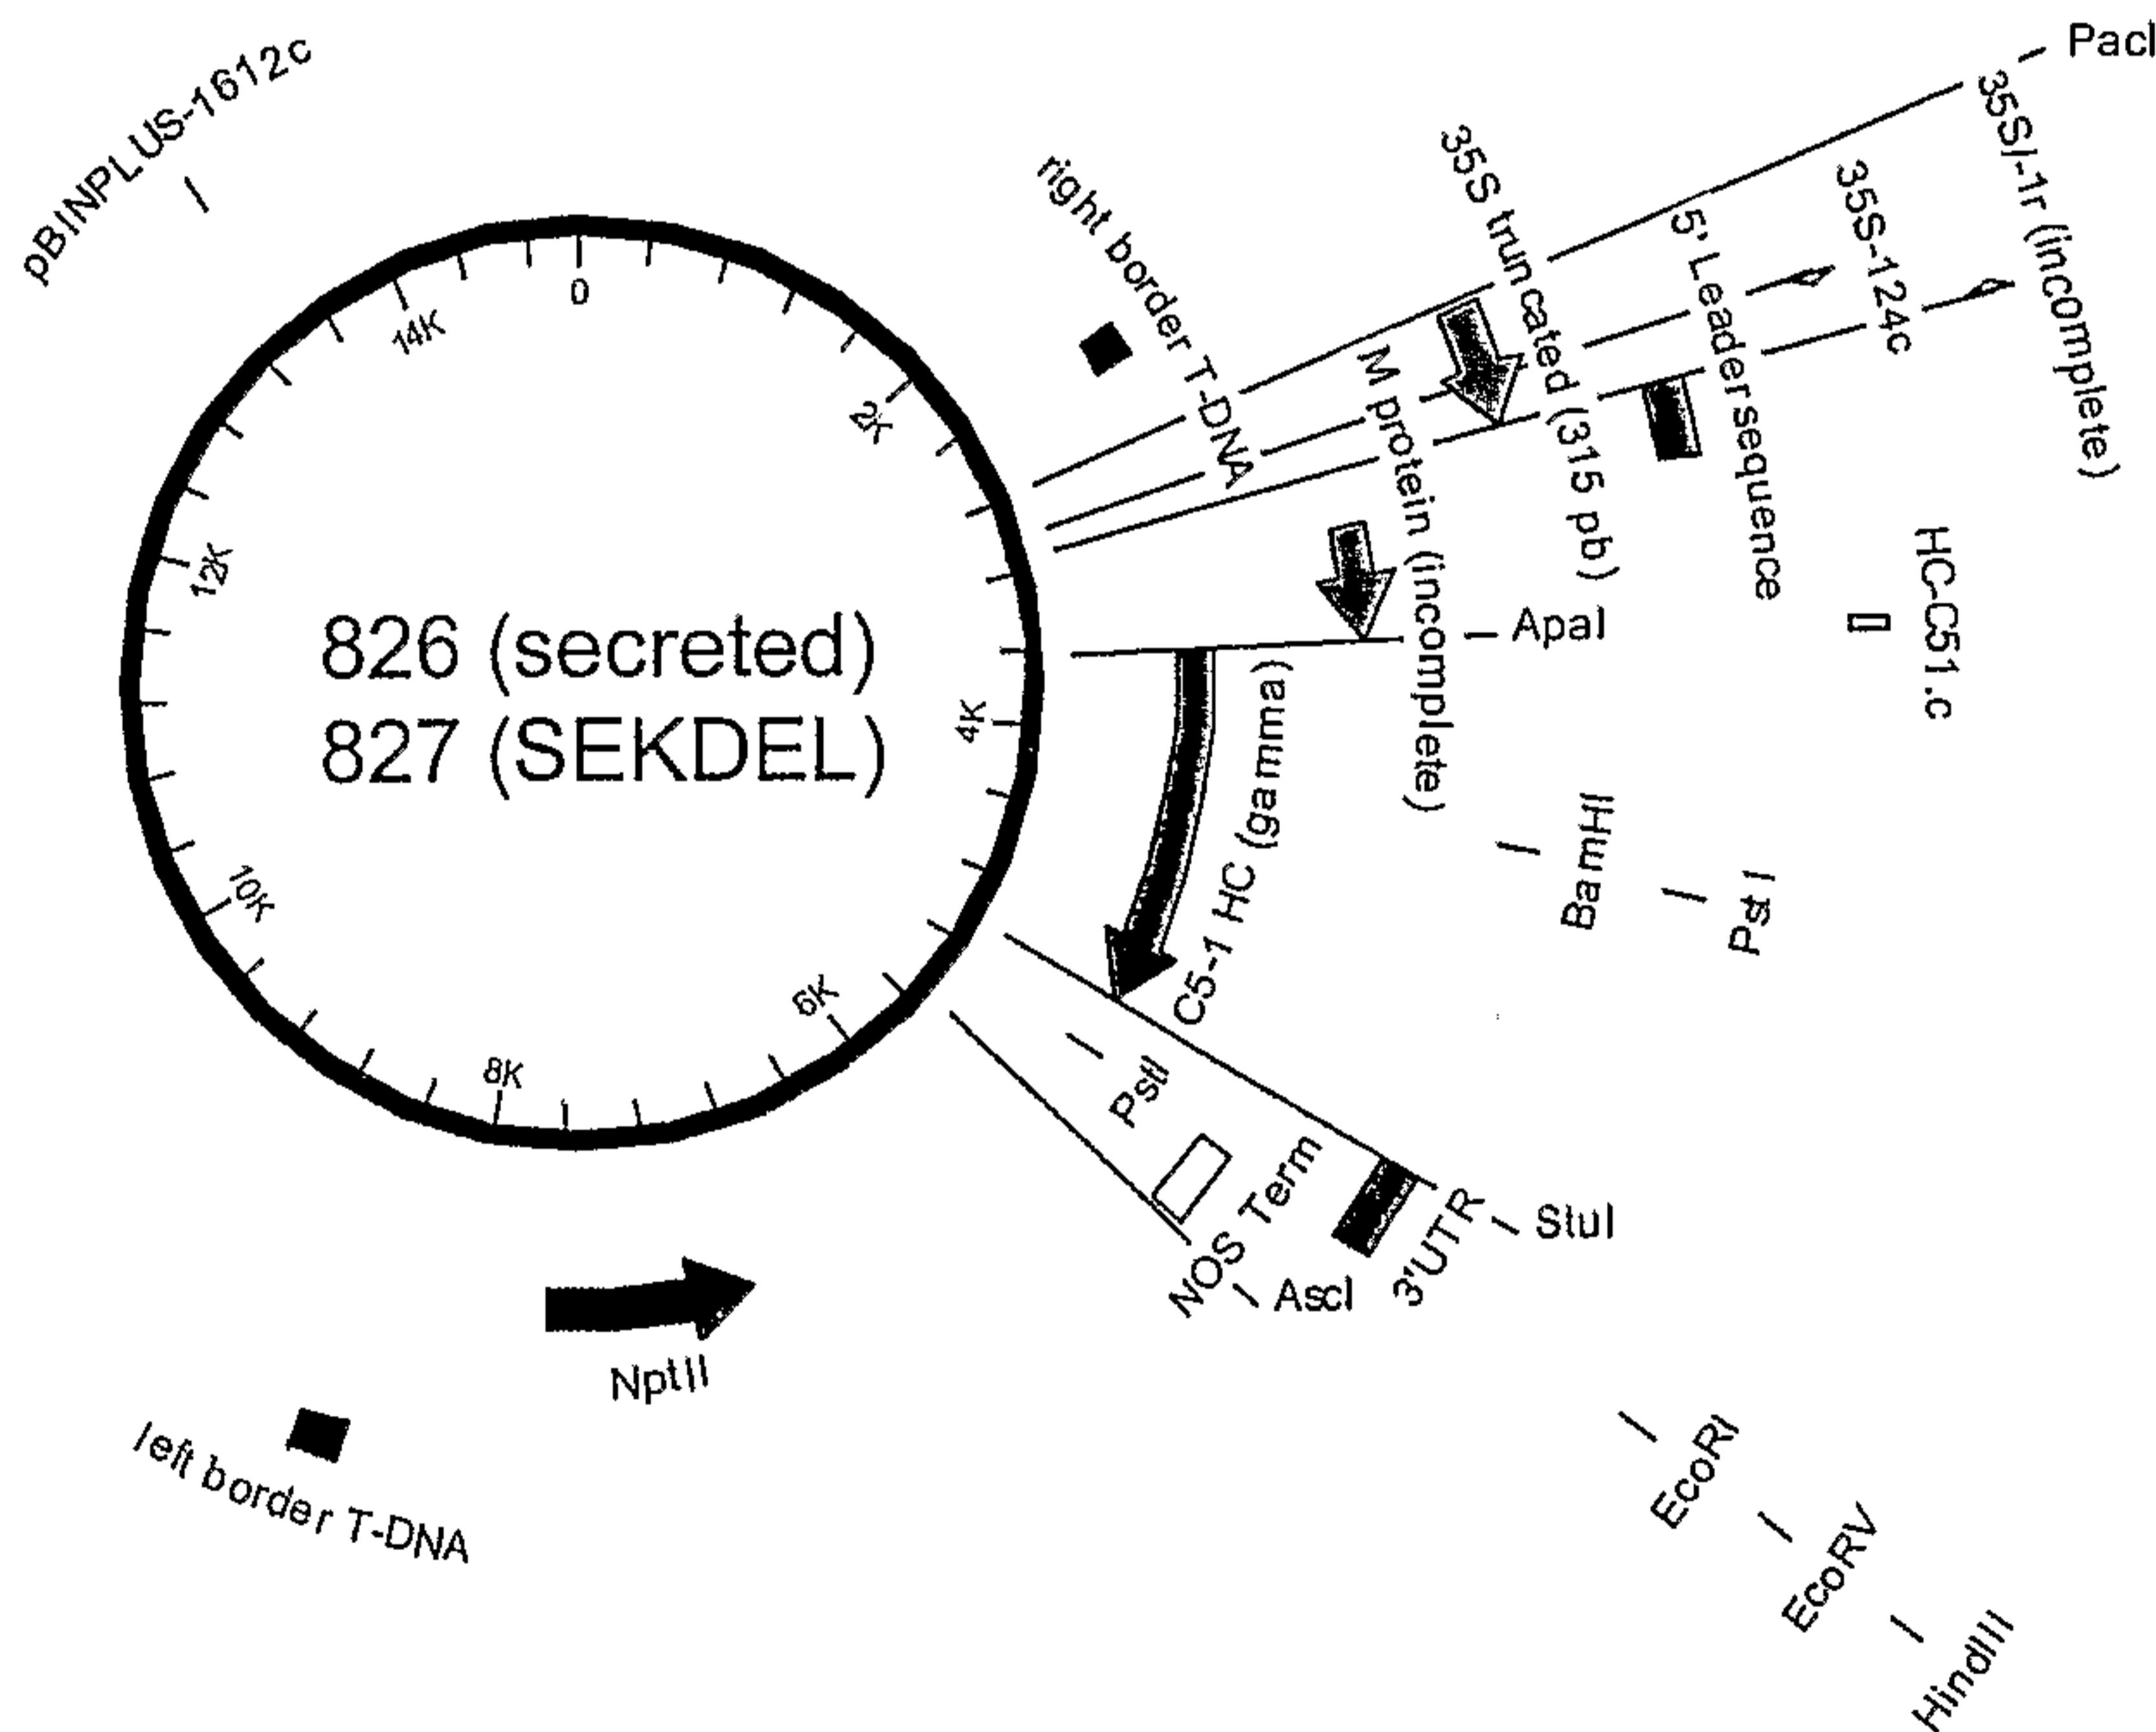 pBINPLUS-1612c
0
2K
4K
6K
8K
10K
12K
14K
826 (secreted)
827 (SEKDEL)
right border T-DNA
M protein (incomplete)
35S truncated (315 pb)
5' Leadersequence
35S-124c
35SI-1r (incomplete)
PacI
HC-C51.c
ApaI
C5-1 HC (gamma)
BamHI
Pst I
PstI
NOS Term
3'UTR
StuI
AscI
EcoRI
EcoRV
HindIII
NptII
left border T-DNA